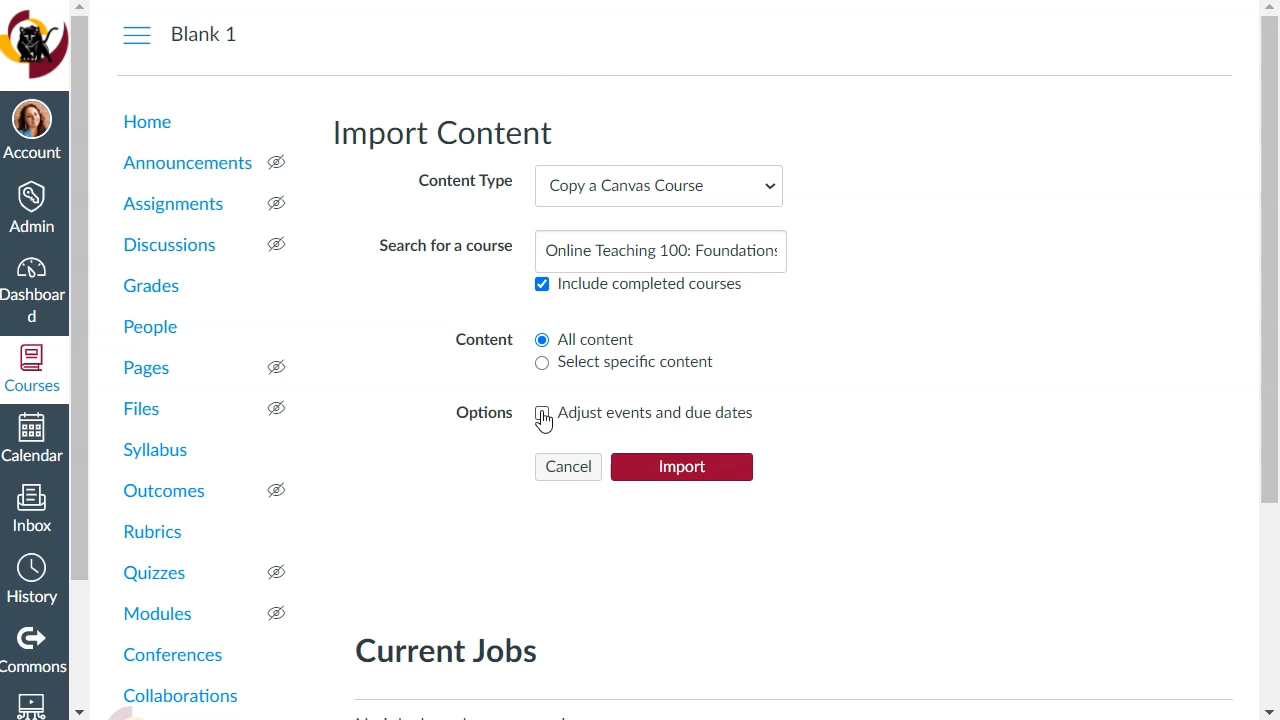 Blank 1
Account
Admin
Dashboar
d
Courses
Calendar
Inbox
History
Commons
Home
Announcements
Assignments
Discussions
Grades
People
Pages
Files
Syllabus
Outcomes
Rubrics
Quizzes
Modules
Conferences
Collaborations
Import Content
Content Type Copy a Canvas Course
Search for a course Online Teaching 100: Foundations
Include completed courses
Content All content
Select specific content
Options Adjust events and due dates
Cancel Import
Current Jobs